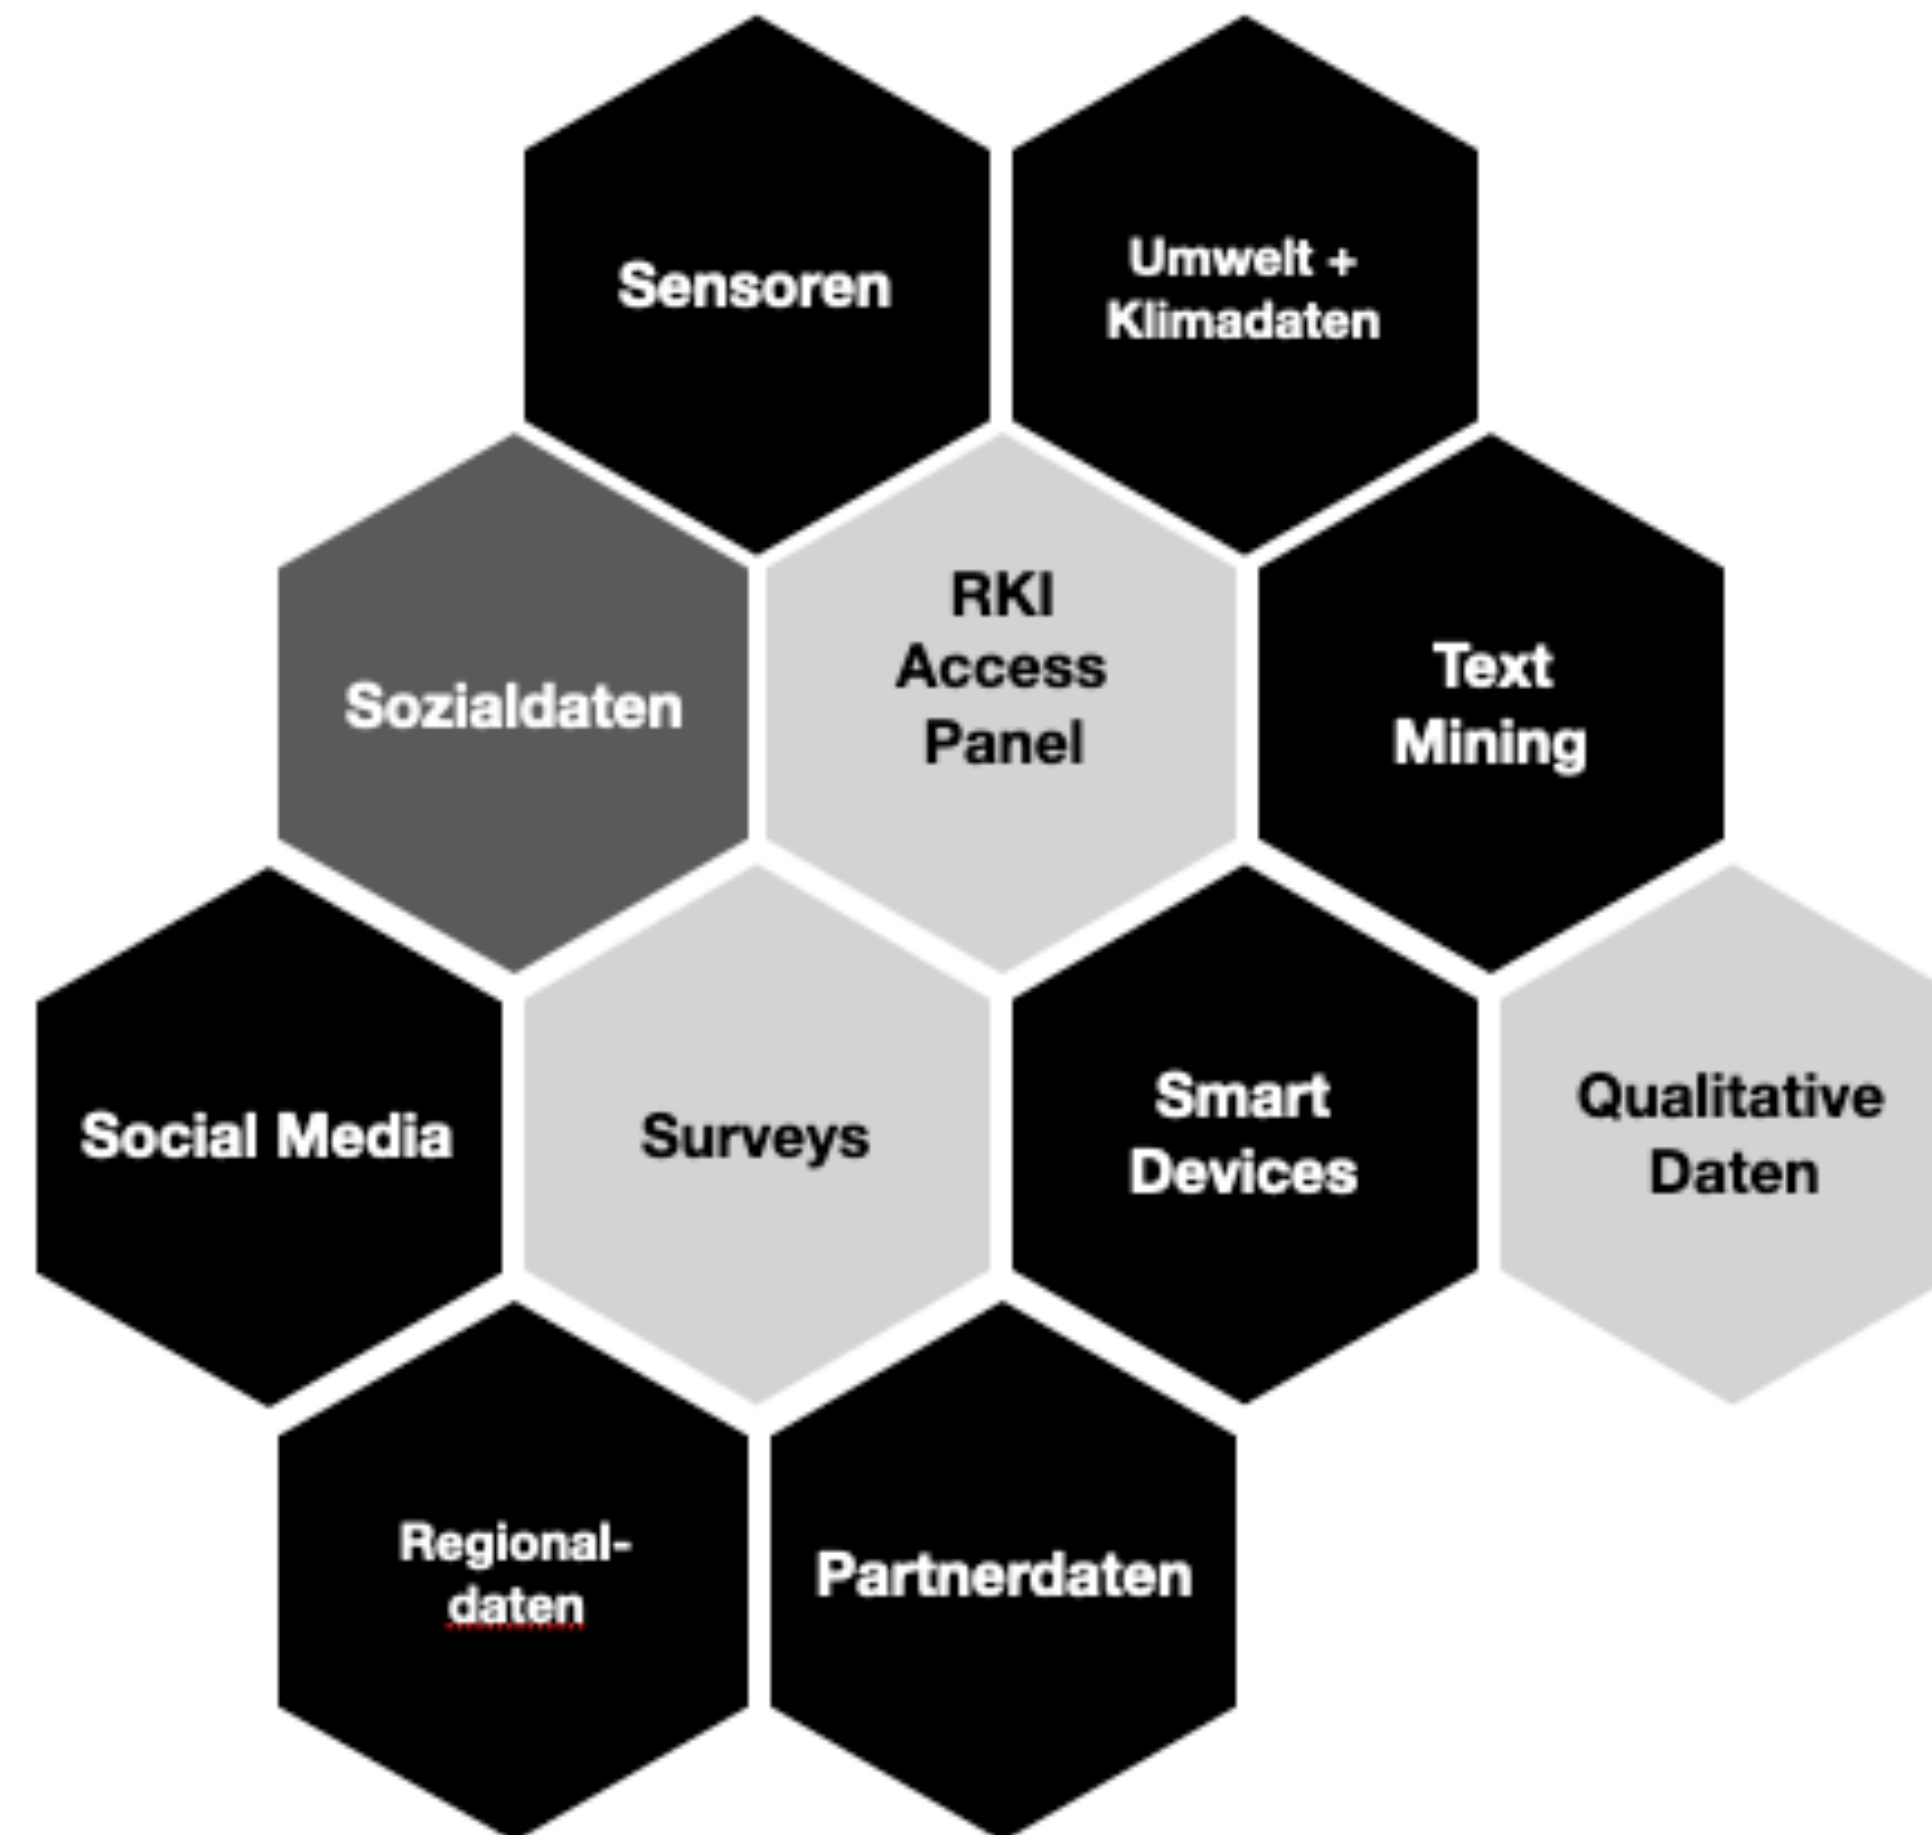 Sensoren
Umwelt +
Klimadaten
Sozialdaten
RKI
Access
Panel
Text
Mining
Social Media
Surveys
Smart
Devices
Qualitative
Daten
Regional-
daten
Partnerdaten